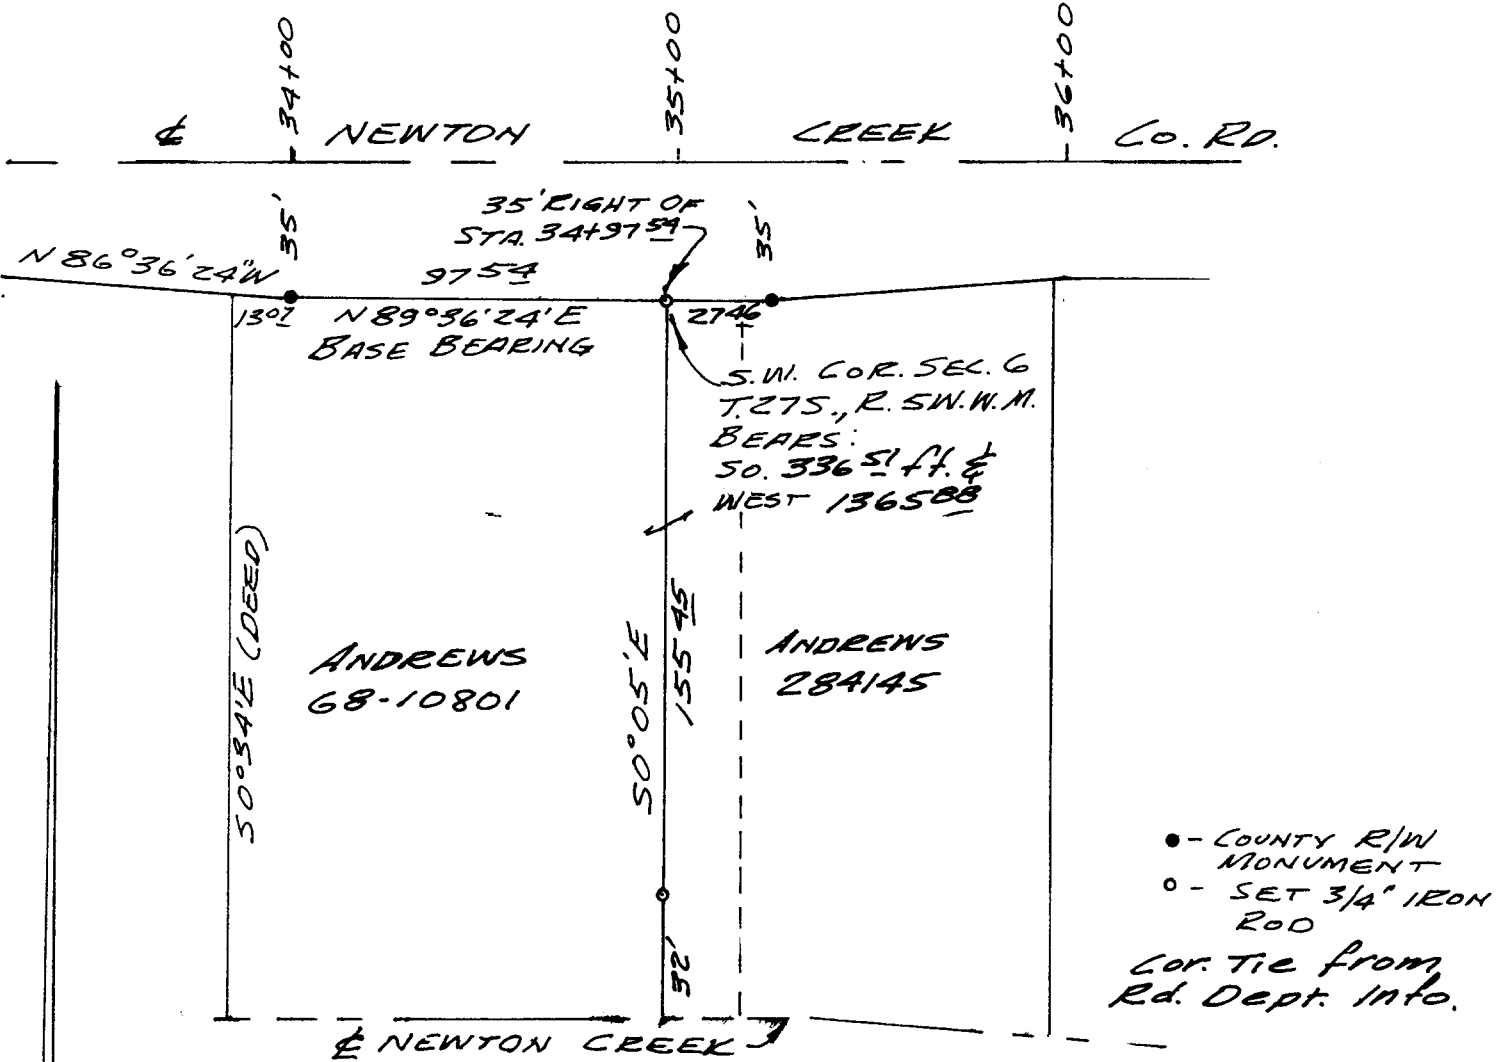 34+00
35+00
36+00
℄ NEWTON CREEK CO. RD.
35'
35'RIGHT OF
STA. 34+97 54
35'
N 86°36'24"W
97 54
13 07
N 89°36'24'E
BASE BEARING
27 46
S.W. COR. SEC. 6
T.27S., R. 5W. W.M.
BEARS:
SO. 336 51 ft. &
WEST 1365 88
S0°34'E (DEED)
ANDREWS
68-10801
S0°05'E
155 45
ANDREWS
284145
32'
℄ NEWTON CREEK
● - COUNTY R/W
MONUMENT
○ - SET 3/4" IRON
ROD
Cor. Tie from
Rd. Dept. Info.